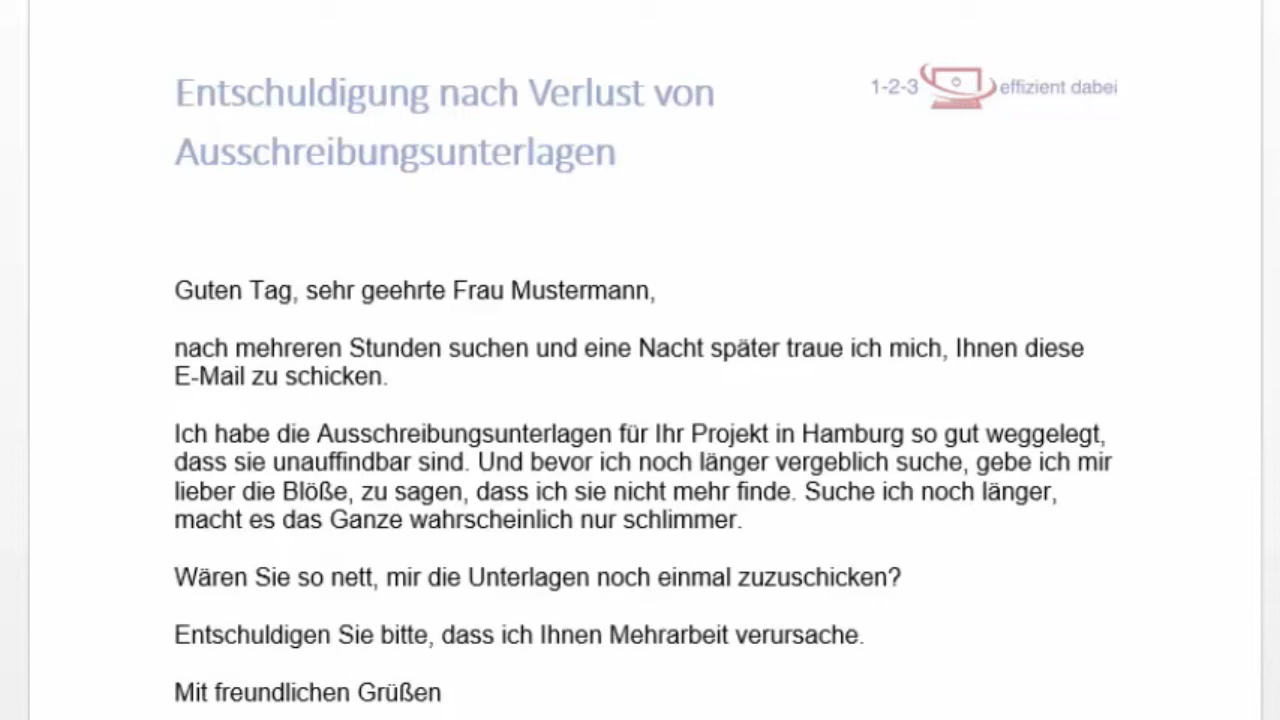 Entschuldigung nach Verlust von
Ausschreibungsunterlagen
1-2-3 effizient dabei
Guten Tag, sehr geehrte Frau Mustermann,
nach mehreren Stunden suchen und eine Nacht später traue ich mich, Ihnen diese
E-Mail zu schicken.
Ich habe die Ausschreibungsunterlagen für Ihr Projekt in Hamburg so gut weggelegt,
dass sie unauffindbar sind. Und bevor ich noch länger vergeblich suche, gebe ich mir
lieber die Blöße, zu sagen, dass ich sie nicht mehr finde. Suche ich noch länger,
macht es das Ganze wahrscheinlich nur schlimmer.
Wären Sie so nett, mir die Unterlagen noch einmal zuzuschicken?
Entschuldigen Sie bitte, dass ich Ihnen Mehrarbeit verursache.
Mit freundlichen Grüßen